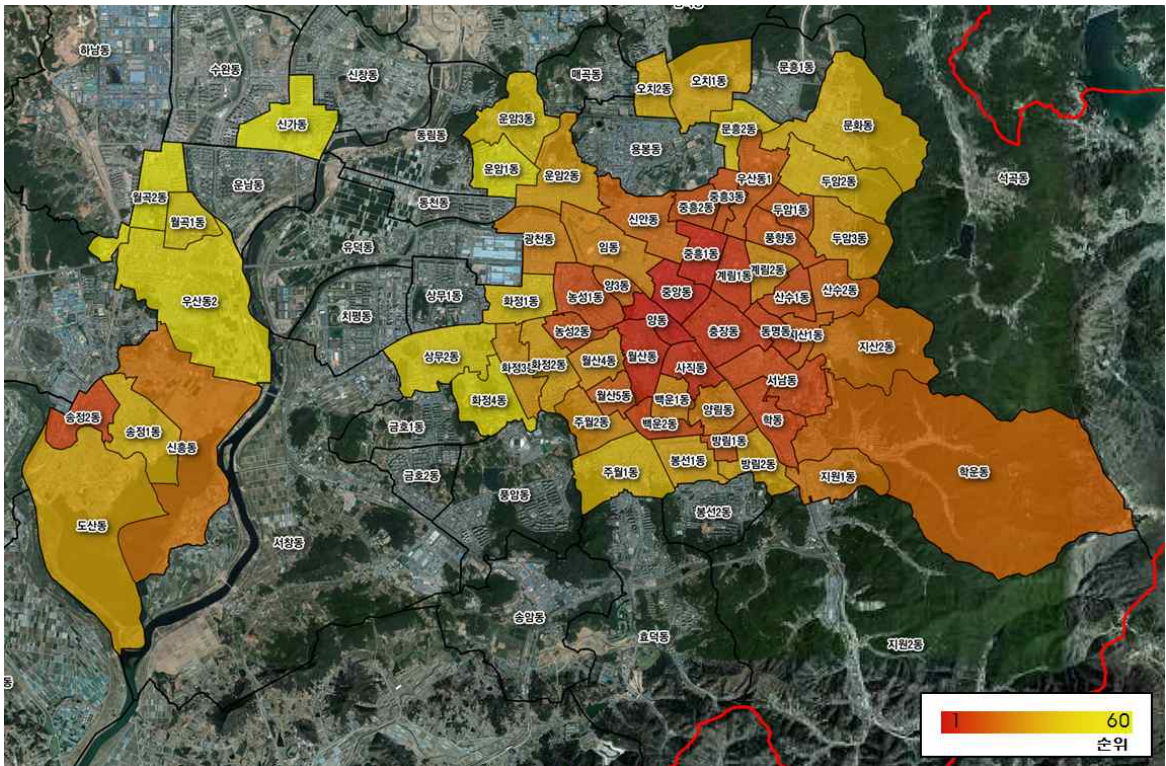 하남동
수완동
신창동
매곡동
문흥1동
오치2동
오치1동
신가동
운암3동
문흥2동
문화동
동림동
용봉동
운암1동
운암2동
우산동1
석곡동
두암2동
운남동
월곡2동
동천동
중흥3동
중흥2동
두암1동
월곡1동
신안동
광천동
풍향동
두암3동
유덕동
임동
중흥1동
계림1동
계림2동
우산동2
상무1동
화정1동
양3동
농성1동
중앙동
산수1동
산수2동
치평동
양동
충장동
동명동
지산1동
농성2동
지산2동
상무2동
화정3동
화정2동
월산4동
월산동
사직동
서남동
화정4동
월산5동
백운1동
양림동
송정2동
송정1동
금호1동
주월2동
백운2동
학동
신흥동
방림1동
금호2동
주월1동
봉선1동
방림2동
지원1동
학운동
풍암동
도산동
봉선2동
서창동
송암동
효덕동
지원2동
동
1
60
순위